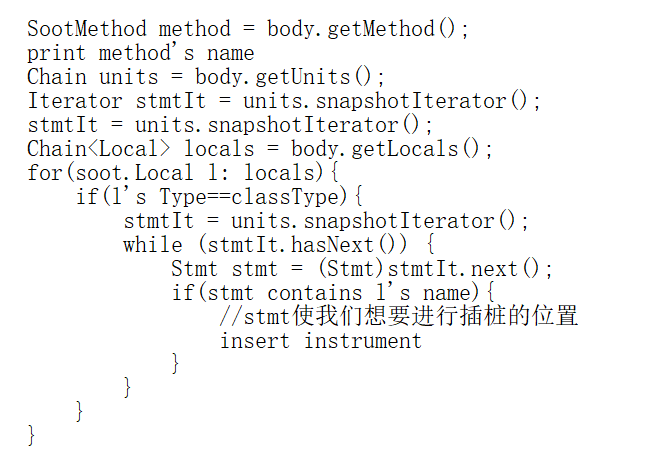 SootMethod method = body.getMethod();
print method's name
Chain units = body.getUnits();
Iterator stmtIt = units.snapshotIterator();
stmtIt = units.snapshotIterator();
Chain<Local> locals = body.getLocals();
for(soot.Local l: locals){
    if(l's Type==classType){
        stmtIt = units.snapshotIterator();
        while (stmtIt.hasNext()) {
            Stmt stmt = (Stmt)stmtIt.next();
            if(stmt contains l's name){
                //stmt使我们想要进行插桩的位置
                insert instrument
            }
        }
    }
}